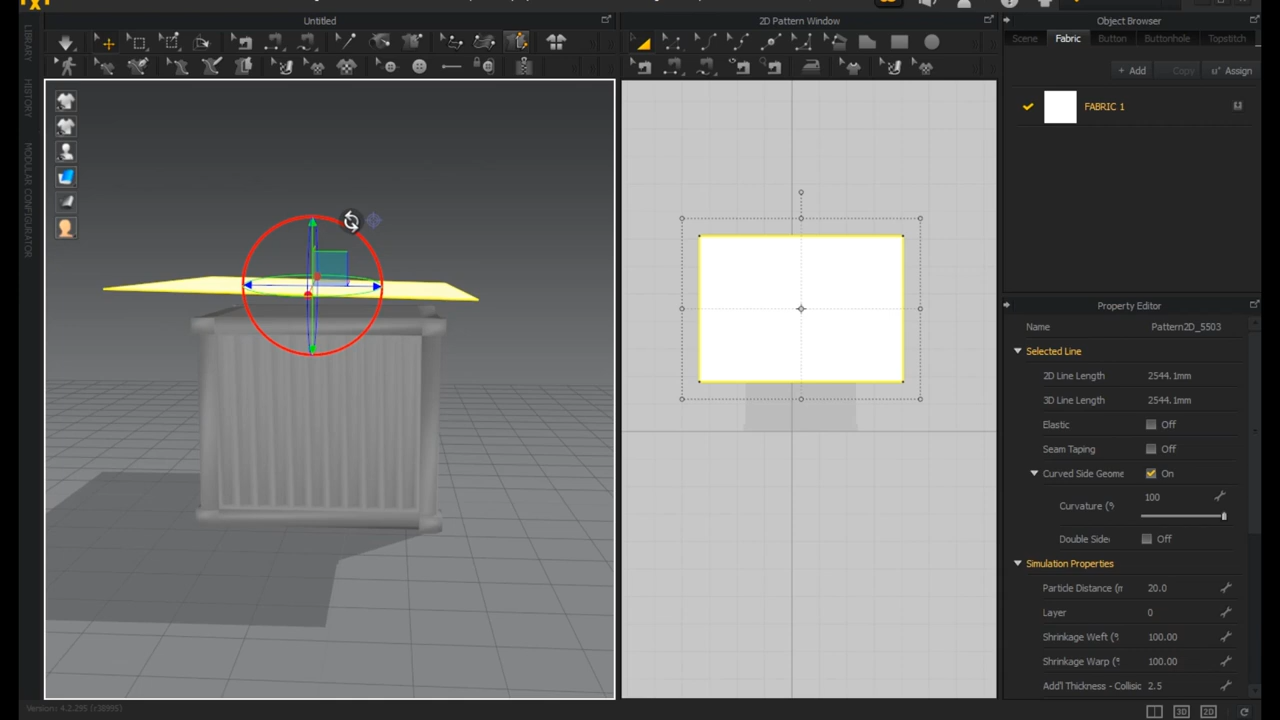 Untitled
2D Pattern Window
Object Browser
Scene
Fabric
Button
Buttonhole
Topstitch
LIBRARY
HISTORY
MODULAR CONFIGURATOR
+ Add
Copy
Assign
FABRIC 1
Property Editor
Name Pattern2D_5503
Selected Line
2D Line Length 2544.1mm
3D Line Length 2544.1mm
Elastic Off
Seam Taping Off
Curved Side Geome On
Curvature (% 100
Double Side Off
Simulation Properties
Particle Distance (m 20.0
Layer 0
Shrinkage Weft (% 100.00
Shrinkage Warp (% 100.00
Add'l Thickness - Collisic 2.5
Version: 4.2.295 (r38995)
3D
2D